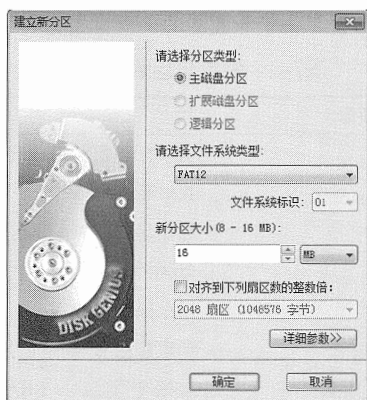 建立新分区
请选择分区类型:
主磁盘分区
扩展磁盘分区
逻辑分区
请选择文件系统类型:
FAT12
文件系统标识: 01
新分区大小(8 - 16 MB):
16 MB
对齐到下列扇区数的整数倍:
2048 扇区 (1048576 字节)
详细参数>>
DISK GENIUS
确定 取消